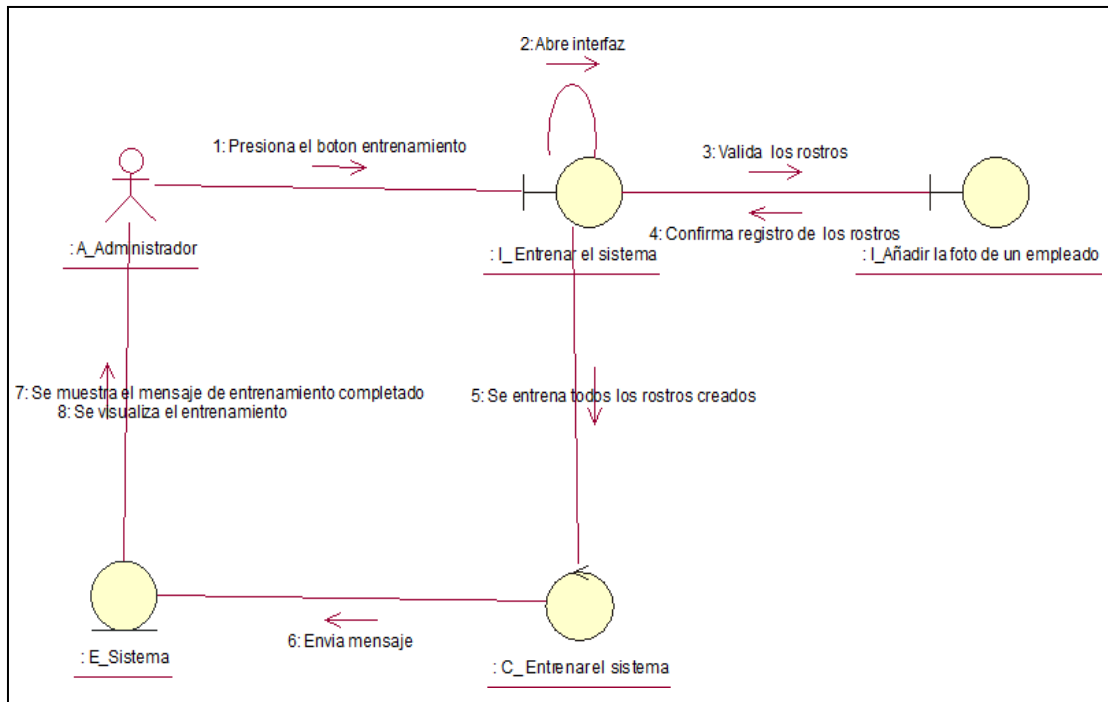 2: Abre interfaz
1: Presiona el boton entrenamiento
3: Valida los rostros
4: Confirma registro de los rostros
: A_Administrador
: I_ Entrenar el sistema
: I_Añadir la foto de un empleado
7: Se muestra el mensaje de entrenamiento completado
8: Se visualiza el entrenamiento
5: Se entrena todos los rostros creados
6: Envia mensaje
: E_Sistema
: C_ Entrenar el sistema